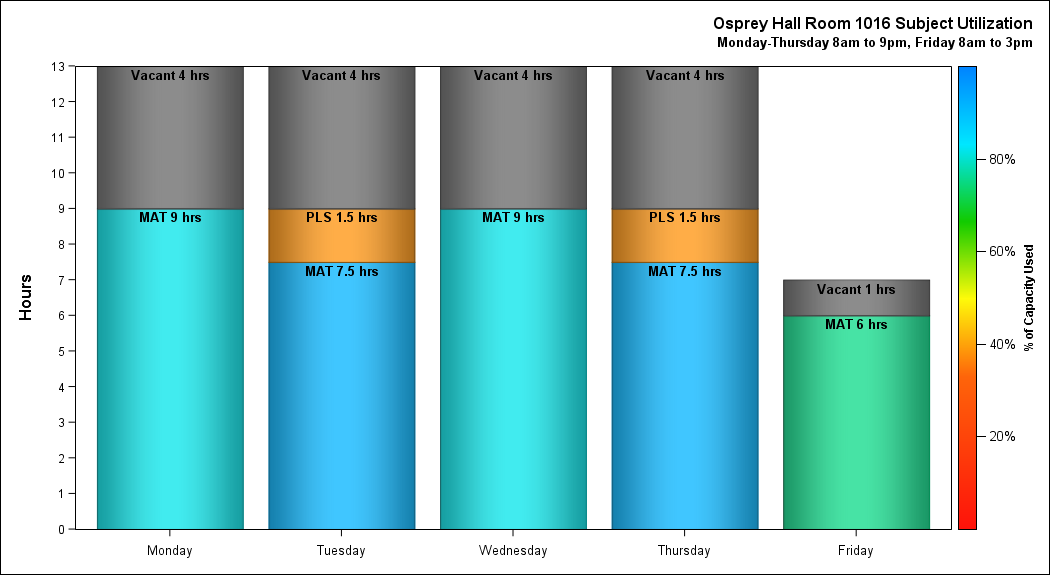 Osprey Hall Room 1016 Subject Utilization
Monday-Thursday 8am to 9pm, Friday 8am to 3pm
Hours
13
12
11
10
9
8
7
6
5
4
3
2
1
0
Vacant 4 hrs
MAT 9 hrs
Vacant 4 hrs
PLS 1.5 hrs
MAT 7.5 hrs
Vacant 4 hrs
MAT 9 hrs
Vacant 4 hrs
PLS 1.5 hrs
MAT 7.5 hrs
Vacant 1 hrs
MAT 6 hrs
Monday
Tuesday
Wednesday
Thursday
Friday
80%
60%
40%
20%
% of Capacity Used